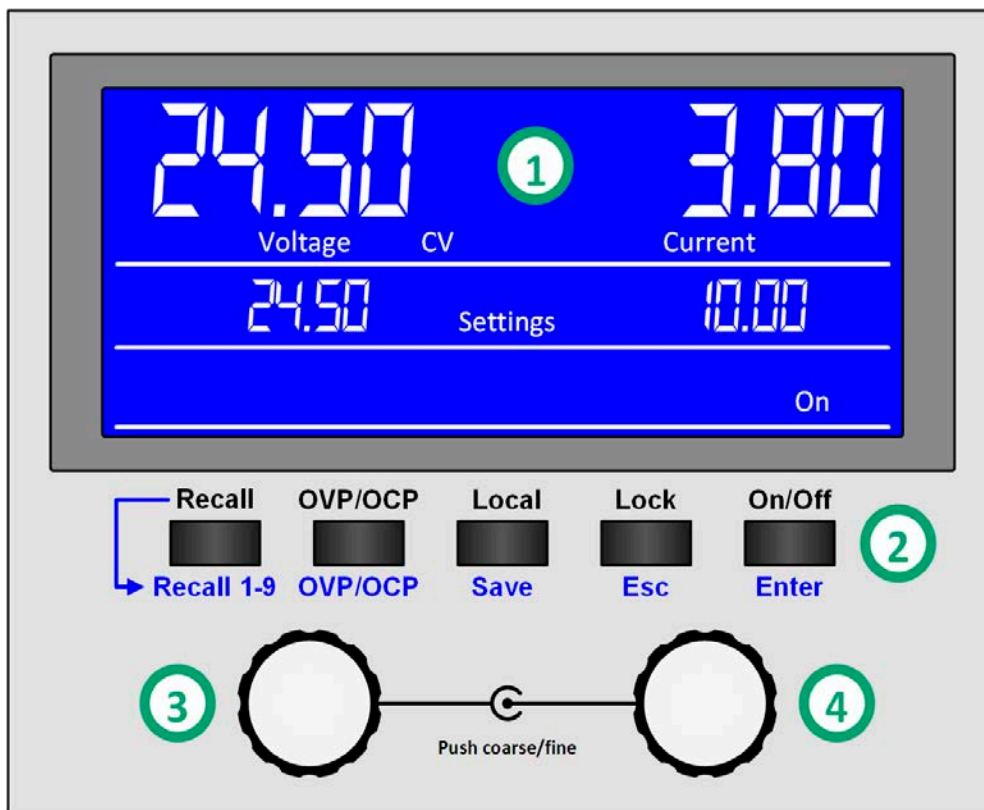 24.50 1 3.80
Voltage CV Current
24.50 Settings 10.00
On
Recall OVP/OCP Local Lock On/Off
2
Recall 1-9 OVP/OCP Save Esc Enter
3 4
Push coarse/fine